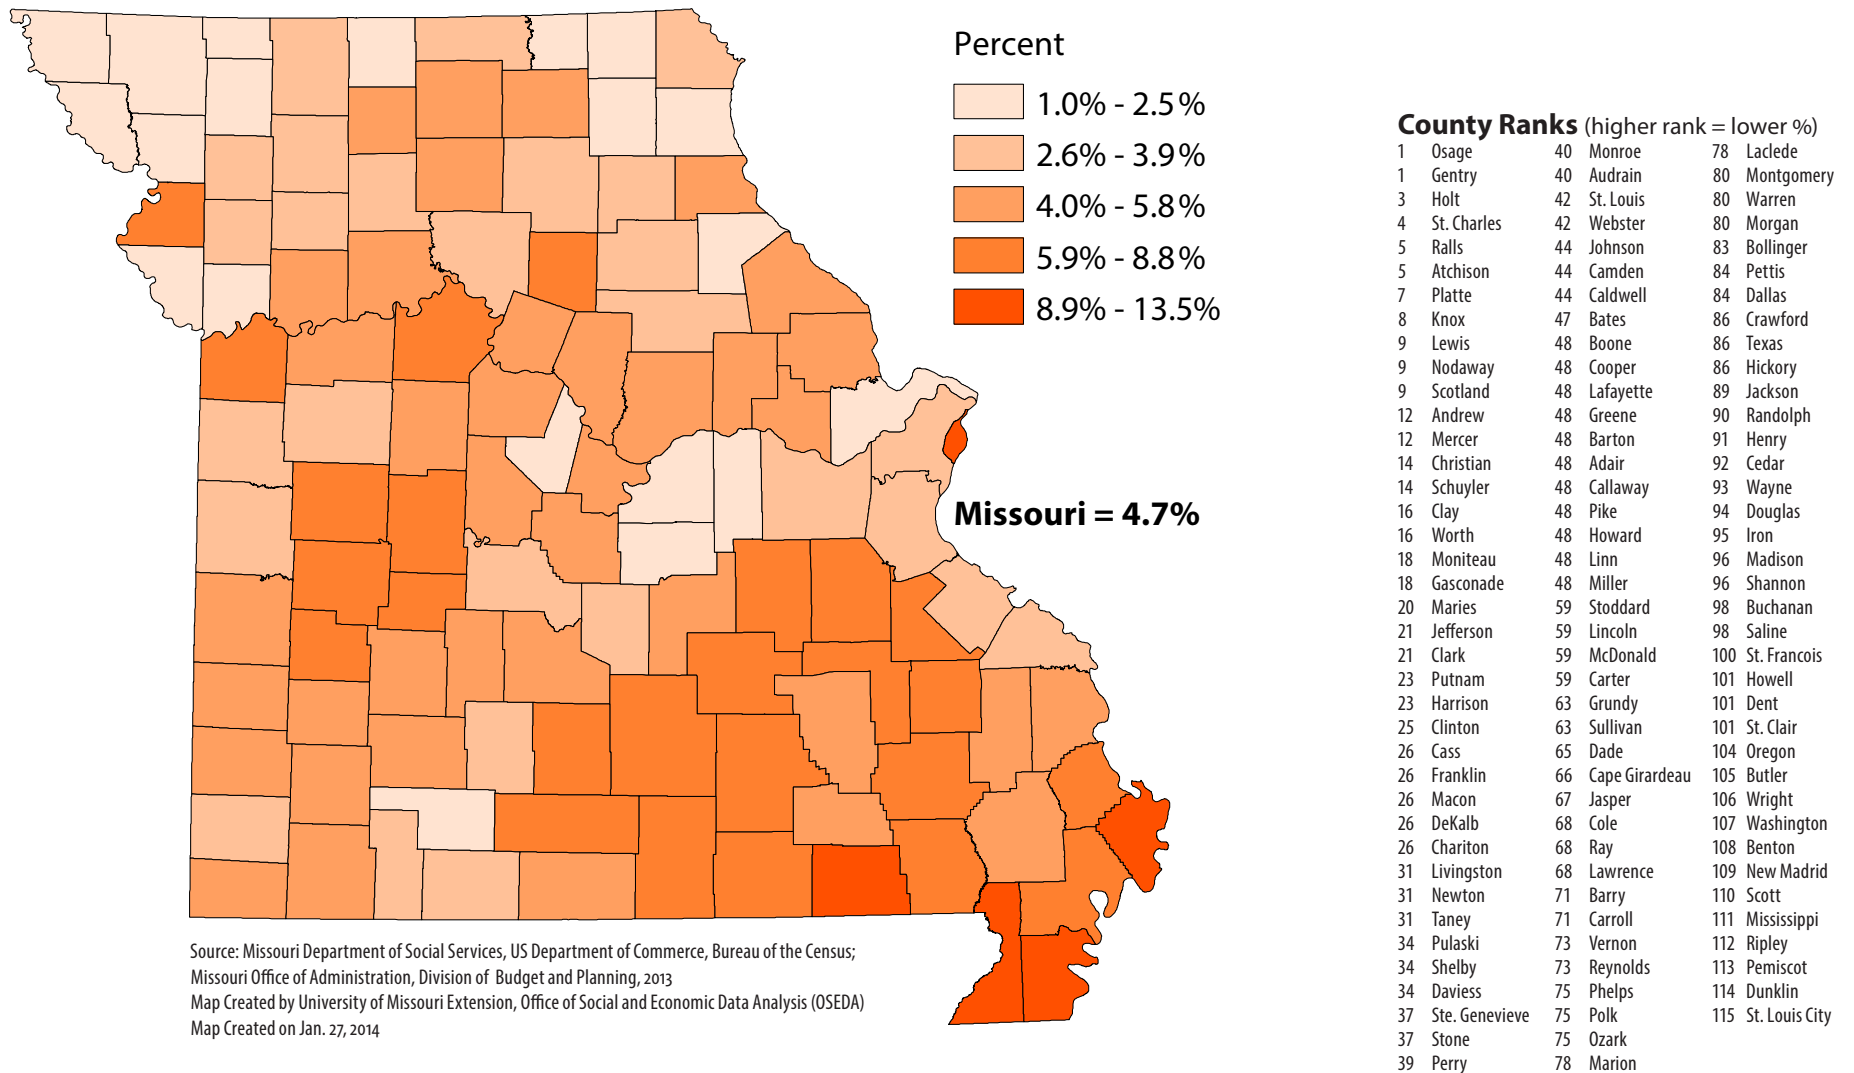 Percent
1.0% - 2.5%
2.6% - 3.9%
4.0% - 5.8%
5.9% - 8.8%
8.9% - 13.5%
Missouri = 4.7%
Source: Missouri Department of Social Services, US Department of Commerce, Bureau of the Census;
Missouri Office of Administration, Division of Budget and Planning, 2013
Map Created by University of Missouri Extension, Office of Social and Economic Data Analysis (OSEDA)
Map Created on Jan. 27, 2014
County Ranks (higher rank = lower %)
1 Osage 40 Monroe 78 Laclede
1 Gentry 40 Audrain 80 Montgomery
3 Holt 42 St. Louis 80 Warren
4 St. Charles 42 Webster 80 Morgan
5 Ralls 44 Johnson 83 Bollinger
5 Atchison 44 Camden 84 Pettis
7 Platte 44 Caldwell 84 Dallas
8 Knox 47 Bates 86 Crawford
9 Lewis 48 Boone 86 Texas
9 Nodaway 48 Cooper 86 Hickory
9 Scotland 48 Lafayette 89 Jackson
12 Andrew 48 Greene 90 Randolph
12 Mercer 48 Barton 91 Henry
14 Christian 48 Adair 92 Cedar
14 Schuyler 48 Callaway 93 Wayne
16 Clay 48 Pike 94 Douglas
16 Worth 48 Howard 95 Iron
18 Moniteau 48 Linn 96 Madison
18 Gasconade 48 Miller 96 Shannon
20 Maries 59 Stoddard 98 Buchanan
21 Jefferson 59 Lincoln 98 Saline
21 Clark 59 McDonald 100 St. Francois
23 Putnam 59 Carter 101 Howell
23 Harrison 63 Grundy 101 Dent
25 Clinton 63 Sullivan 101 St. Clair
26 Cass 65 Dade 104 Oregon
26 Franklin 66 Cape Girardeau 105 Butler
26 Macon 67 Jasper 106 Wright
26 DeKalb 68 Cole 107 Washington
26 Chariton 68 Ray 108 Benton
31 Livingston 68 Lawrence 109 New Madrid
31 Newton 71 Barry 110 Scott
31 Taney 71 Carroll 111 Mississippi
34 Pulaski 73 Vernon 112 Ripley
34 Shelby 73 Reynolds 113 Pemiscot
34 Daviess 75 Phelps 114 Dunklin
37 Ste. Genevieve 75 Polk 115 St. Louis City
37 Stone 75 Ozark
39 Perry 78 Marion